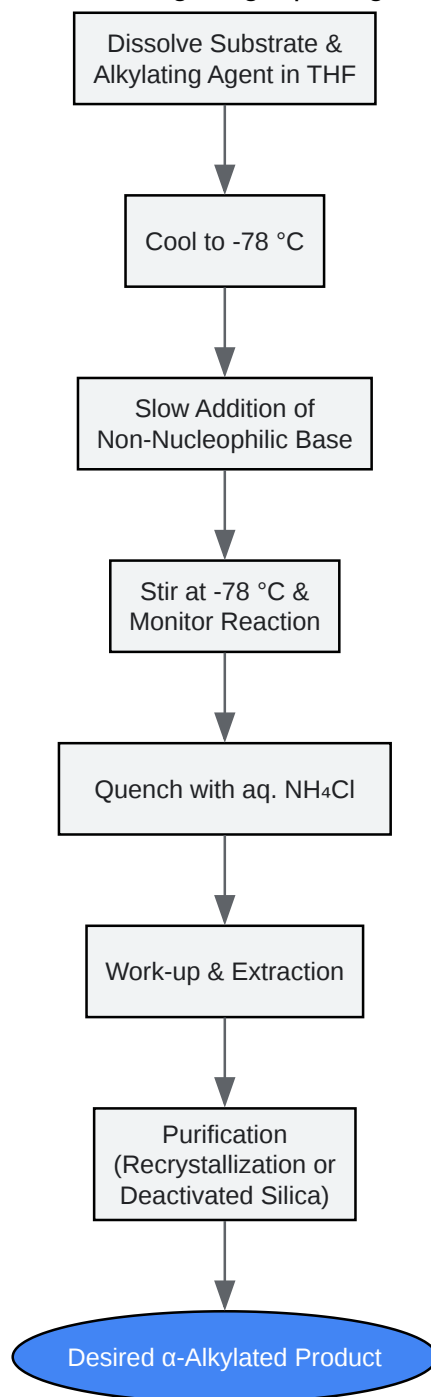 Dissolve Substrate &
Alkylating Agent in THF
Cool to -78 °C
Slow Addition of
Non-Nucleophilic Base
Stir at -78 °C &
Monitor Reaction
Quench with aq. NH₄Cl
Work-up & Extraction
Purification
(Recrystallization or
Deactivated Silica)
Desired α-Alkylated Product